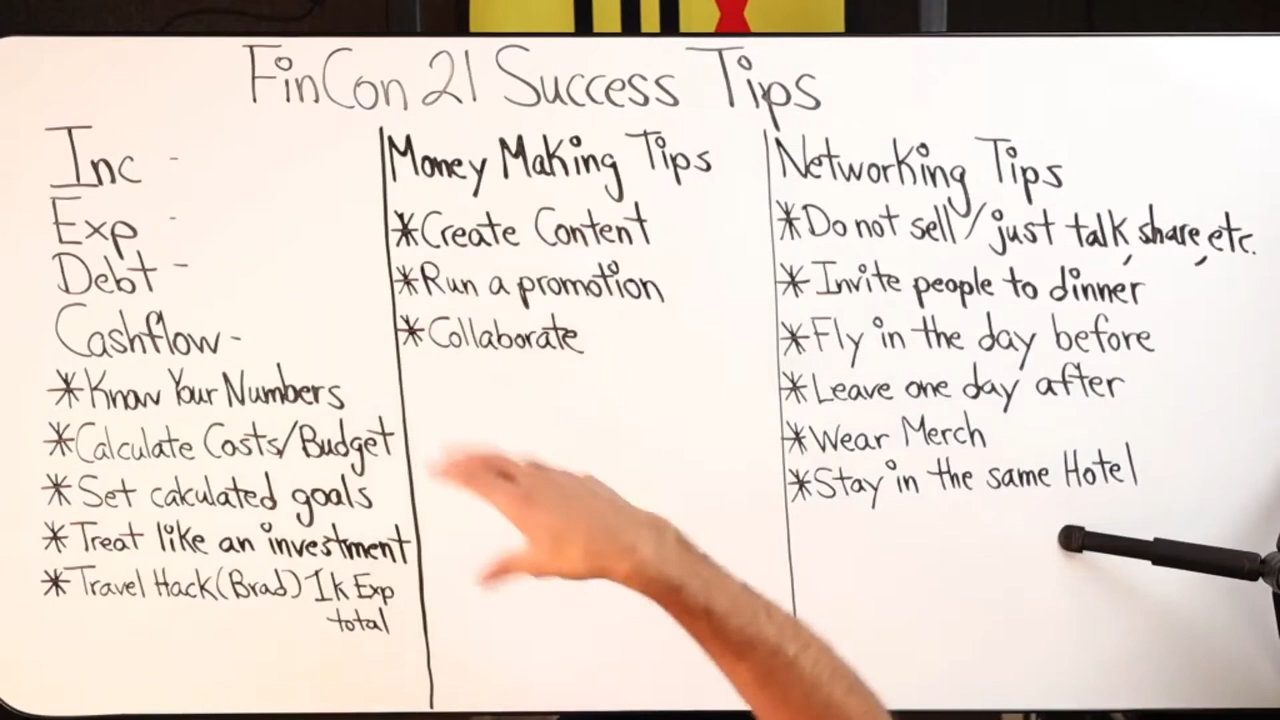 FinCon 21 Success Tips
Inc -
Exp -
Debt -
Cashflow -
*Know Your Numbers
*Calculate Costs/Budget
*Set calculated goals
*Treat like an investment
*Travel Hack(Brad) 1k Exp
total
Money Making Tips
*Create Content
*Run a promotion
*Collaborate
Networking Tips
*Do not sell/just talk, share, etc.
*Invite people to dinner
*Fly in the day before
*Leave one day after
*Wear Merch
*Stay in the same Hotel